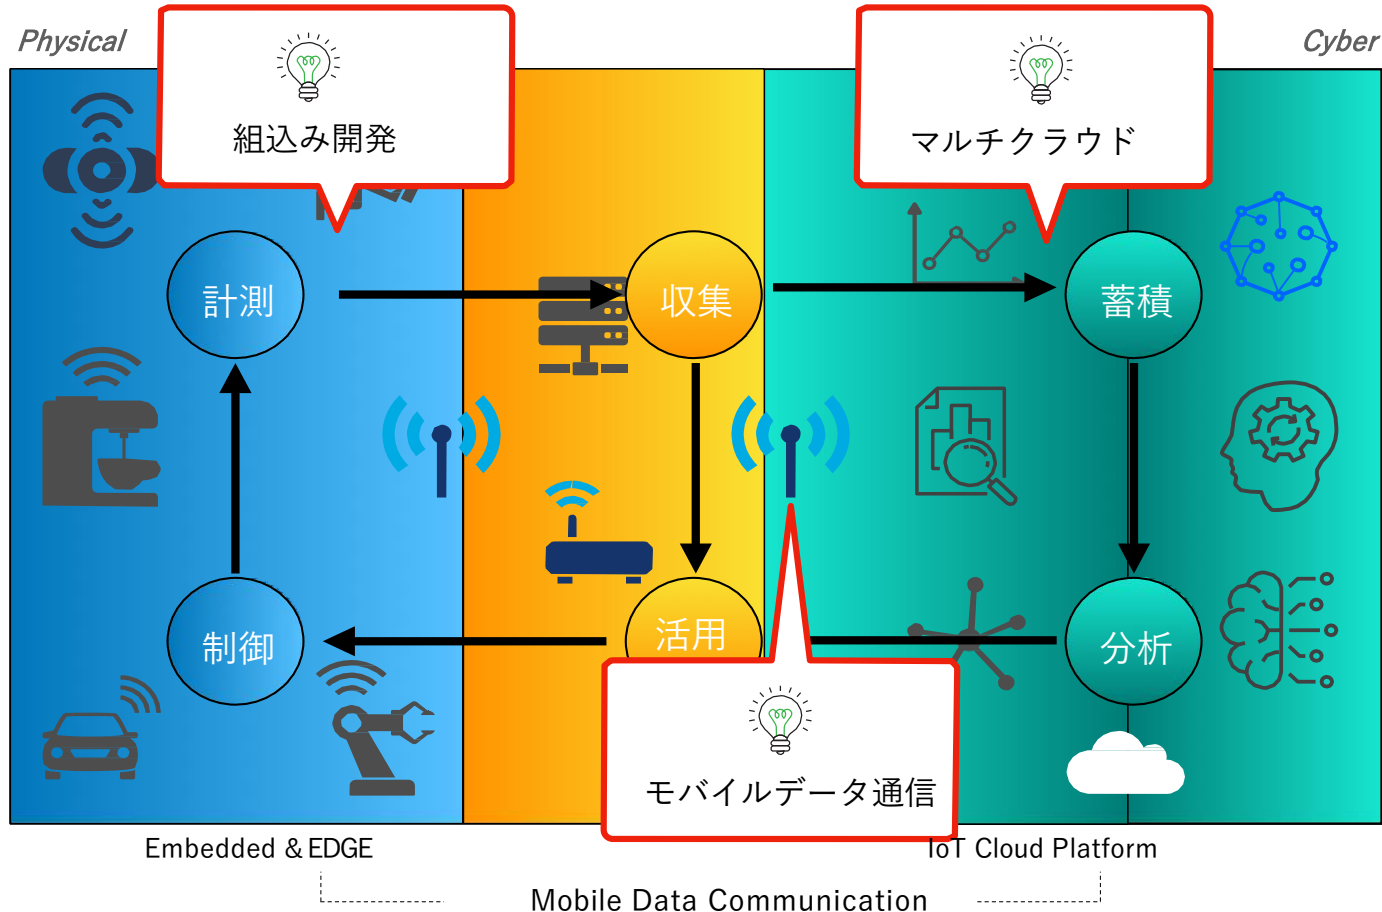 Physical
Cyber
組込み開発
マルチクラウド
計測
収集
蓄積
制御
活用
分析
モバイルデータ通信
Embedded & EDGE
IoT Cloud Platform
Mobile Data Communication